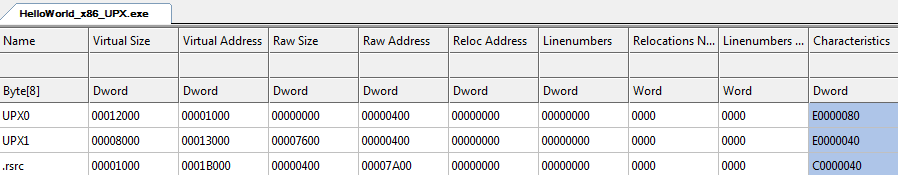 HelloWorld_x86_UPX.exe
Name Virtual Size Virtual Address Raw Size Raw Address Reloc Address Linenumbers Relocations N... Linenumbers ... Characteristics
Byte[8] Dword Dword Dword Dword Dword Dword Word Word Dword
UPX0 00012000 00001000 00000000 00000400 00000000 00000000 0000 0000 E0000080
UPX1 00008000 00013000 00007600 00000400 00000000 00000000 0000 0000 E0000040
.rsrc 00001000 0001B000 00000400 00007A00 00000000 00000000 0000 0000 C0000040